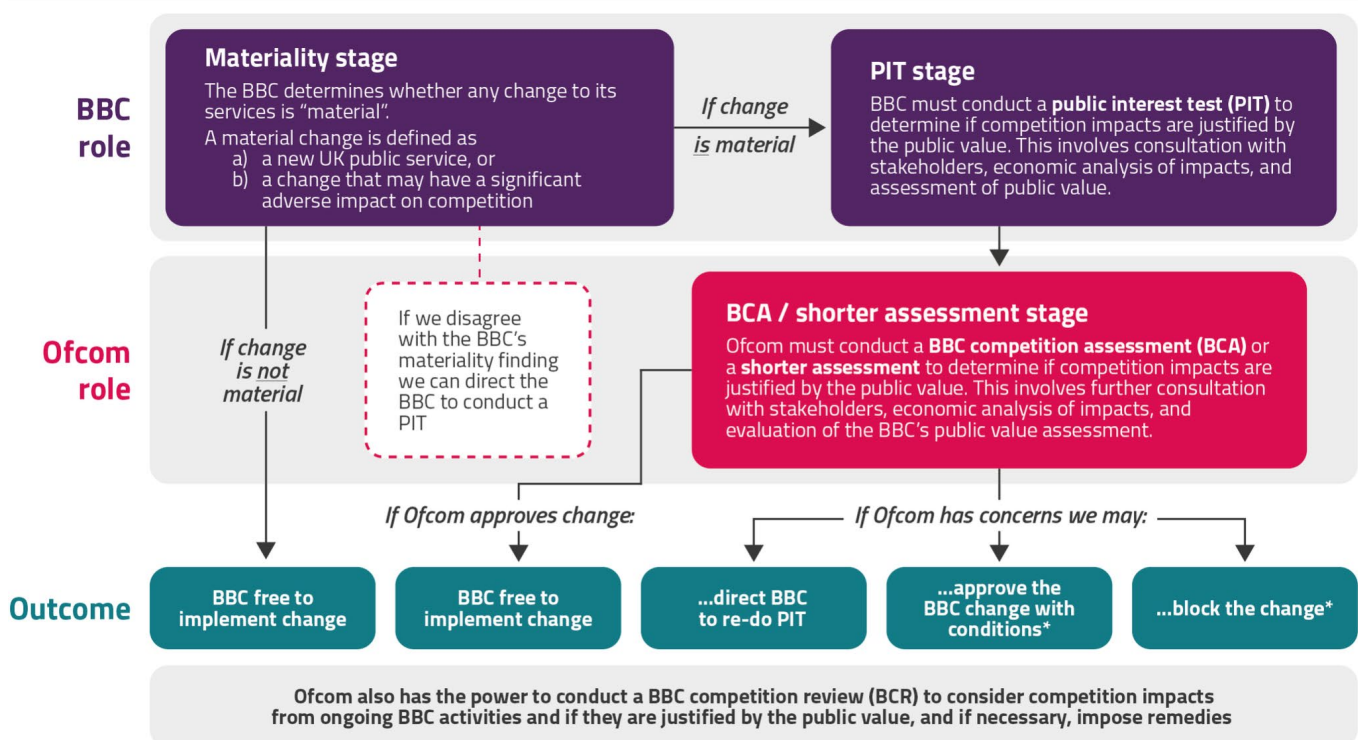 BBC
role
Materiality stage
The BBC determines whether any change to its
services is “material”.
A material change is defined as
a) a new UK public service, or
b) a change that may have a significant
adverse impact on competition
If change
is material
PIT stage
BBC must conduct a public interest test (PIT) to
determine if competition impacts are justified by
the public value. This involves consultation with
stakeholders, economic analysis of impacts, and
assessment of public value.
Ofcom
role
If change
is not
material
If we disagree
with the BBC’s
materiality finding
we can direct the
BBC to conduct a
PIT
BCA / shorter assessment stage
Ofcom must conduct a BBC competition assessment (BCA) or
a shorter assessment to determine if competition impacts are
justified by the public value. This involves further consultation
with stakeholders, economic analysis of impacts, and
evaluation of the BBC’s public value assessment.
If Ofcom approves change:
If Ofcom has concerns we may:
Outcome
BBC free to
implement change
BBC free to
implement change
...direct BBC
to re-do PIT
...approve the
BBC change with
conditions*
...block the change*
Ofcom also has the power to conduct a BBC competition review (BCR) to consider competition impacts
from ongoing BBC activities and if they are justified by the public value, and if necessary, impose remedies